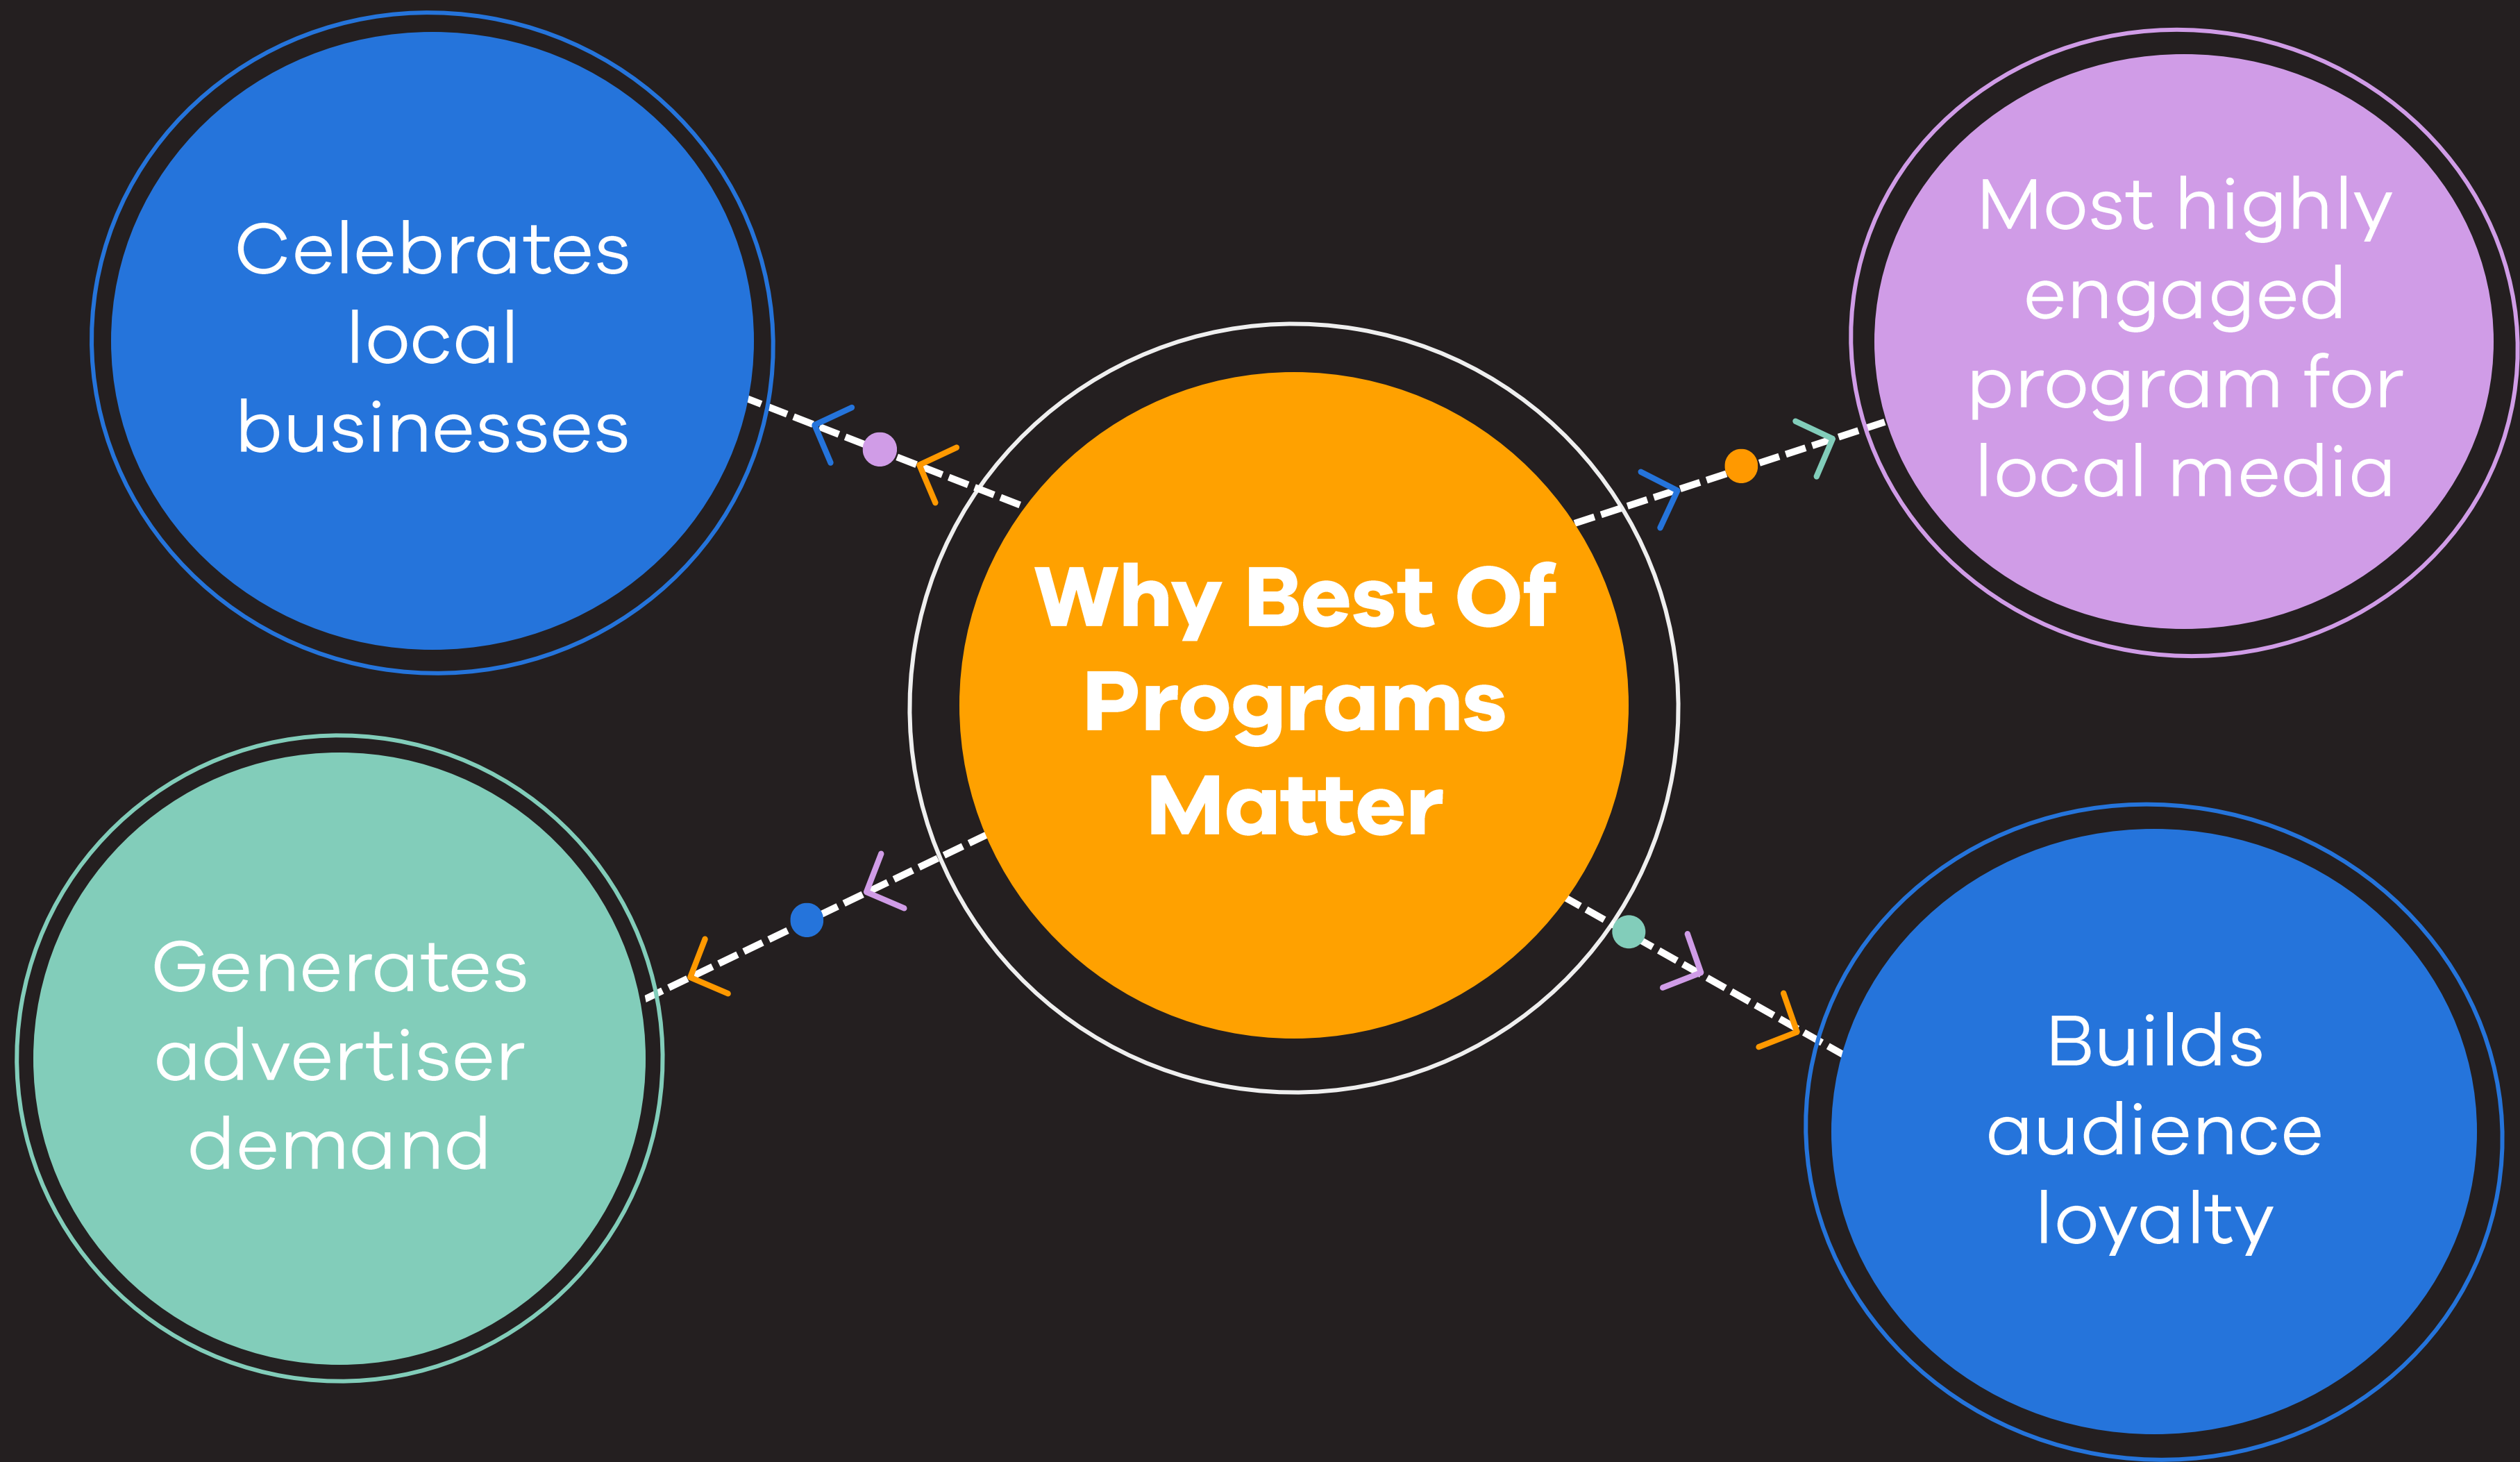 Celebrates
local
businesses
Most highly
engaged
program for
local media
Why Best Of
Programs
Matter
Generates
advertiser
demand
Builds
audience
loyalty